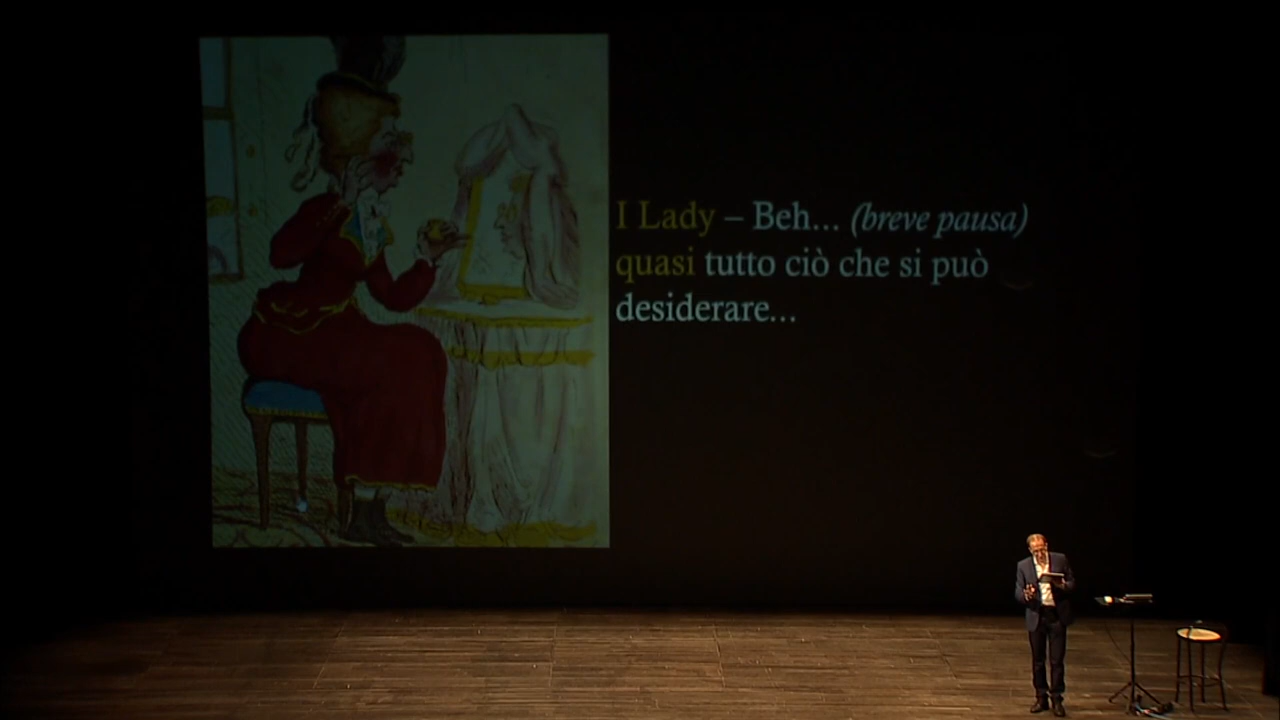 I Lady – Beh... (breve pausa)
quasi tutto ciò che si può
desiderare...